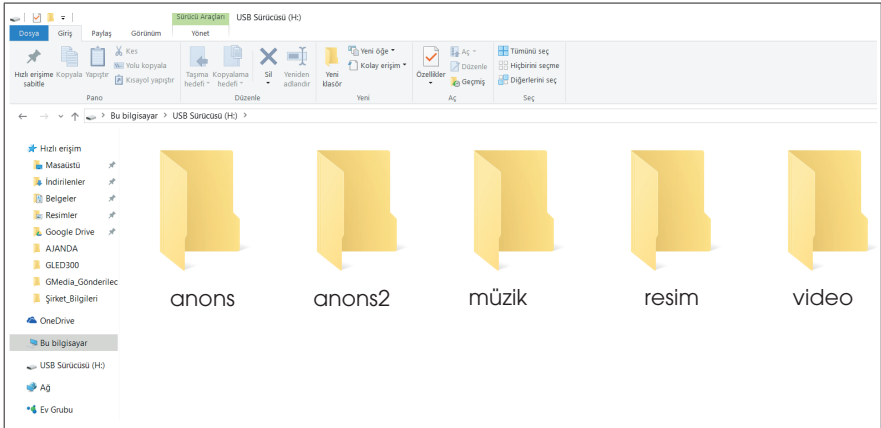 Sürücü Araçları USB Sürücüsü (H:)
Dosya Giriş Paylaş Görünüm Yönet
Hızlı erişime sabitle
Kopyala
Yapıştır
Kes
Yolu kopyala
Kısayol yapıştır
Pano
Taşıma hedefi
Kopyalama hedefi
Sil
Yeniden adlandır
Düzenle
Yeni klasör
Yeni öğe
Kolay erişim
Yeni
Özellikler
Aç
Düzenle
Geçmiş
Aç
Tümünü seç
Hiçbirini seçme
Diğerlerini seç
Seç
Bu bilgisayar > USB Sürücüsü (H:) >
Hızlı erişim
Masaüstü
İndirilenler
Belgeler
Resimler
Google Drive
AJANDA
GLED300
GMedia_Gönderilec
Şirket_Bilgileri
OneDrive
Bu bilgisayar
USB Sürücüsü (H:)
Ağ
Ev Grubu
anons anons2 müzik resim video